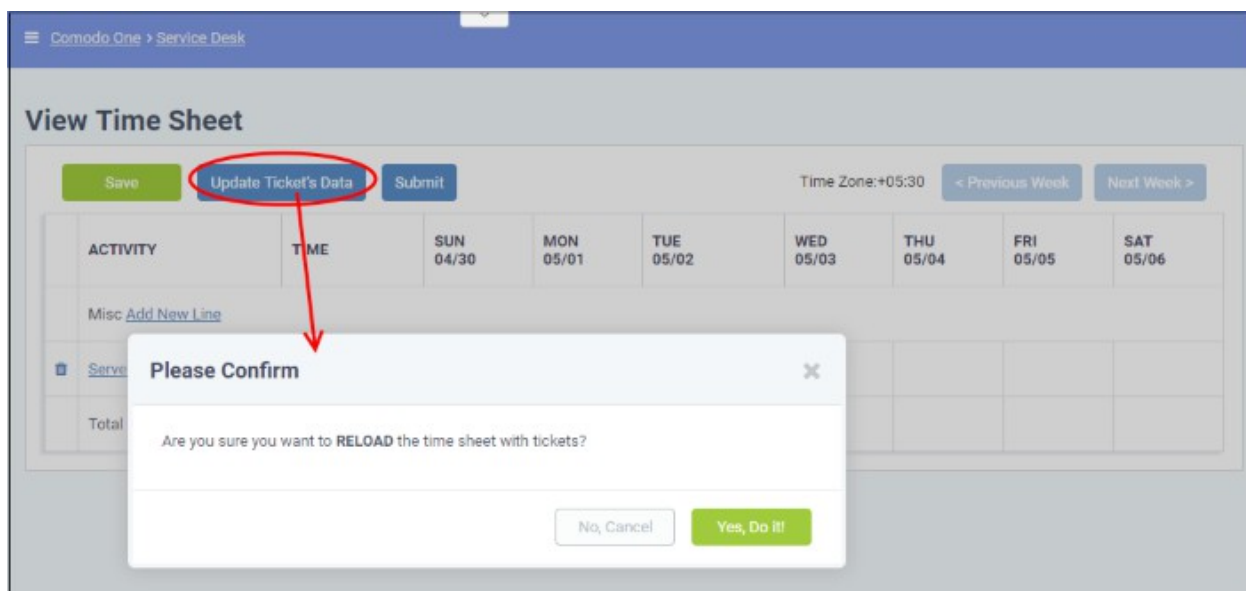 Comodo One > Service Desk
View Time Sheet
Save Update Ticket's Data Submit Time Zone:+05:30 < Previous Week Next Week >
ACTIVITY TIME SUN MON TUE WED THU FRI SAT
04/30 05/01 05/02 05/03 05/04 05/05 05/06
Misc Add New Line
Serve
Total
Please Confirm
Are you sure you want to RELOAD the time sheet with tickets?
No, Cancel Yes, Do it!